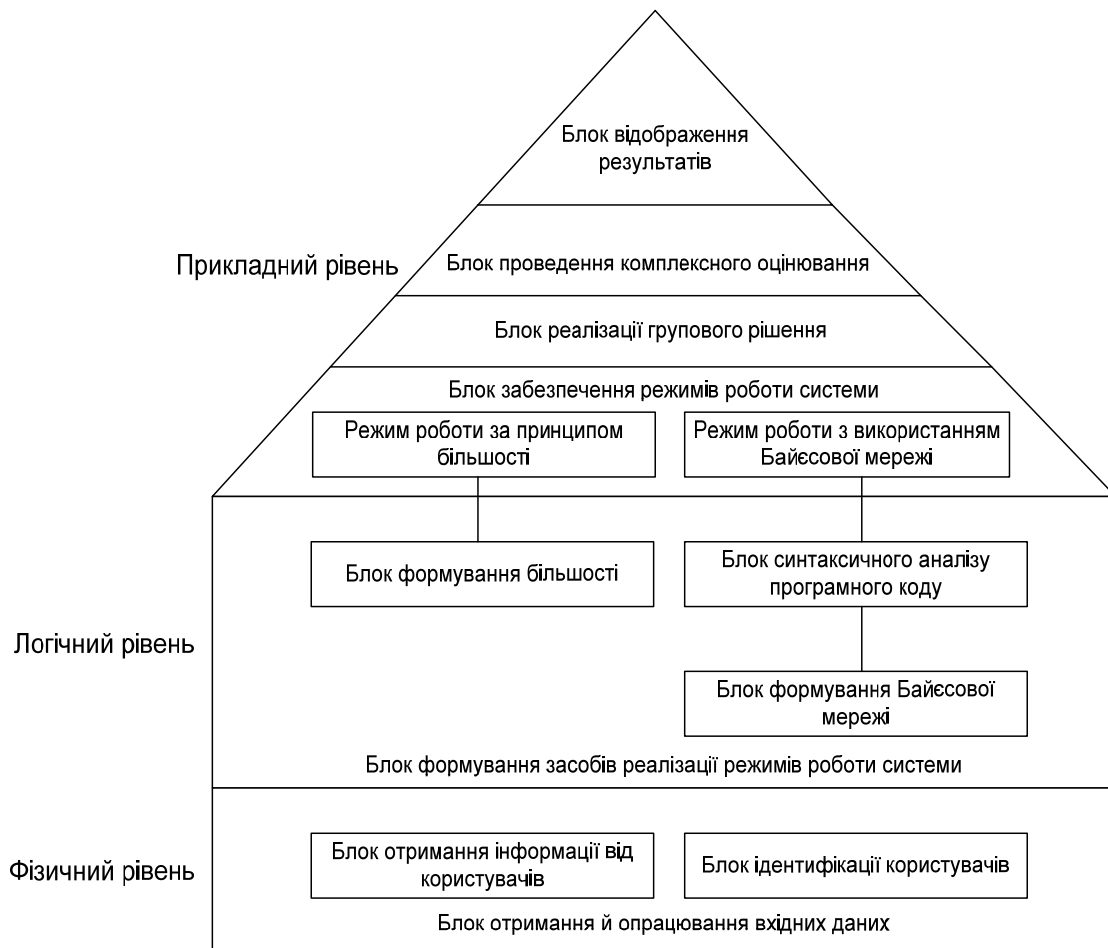 Блок відображення
результатів
Прикладний рівень
Блок проведення комплексного оцінювання
Блок реалізації групового рішення
Блок забезпечення режимів роботи системи
Режим роботи за принципом
більшості
Режим роботи з використанням
Байєсової мережі
Блок формування більшості
Блок синтаксичного аналізу
програмного коду
Логічний рівень
Блок формування Байєсової
мережі
Блок формування засобів реалізації режимів роботи системи
Фізичний рівень
Блок отримання інформації від
користувачів
Блок ідентифікації користувачів
Блок отримання й опрацювання вхідних даних